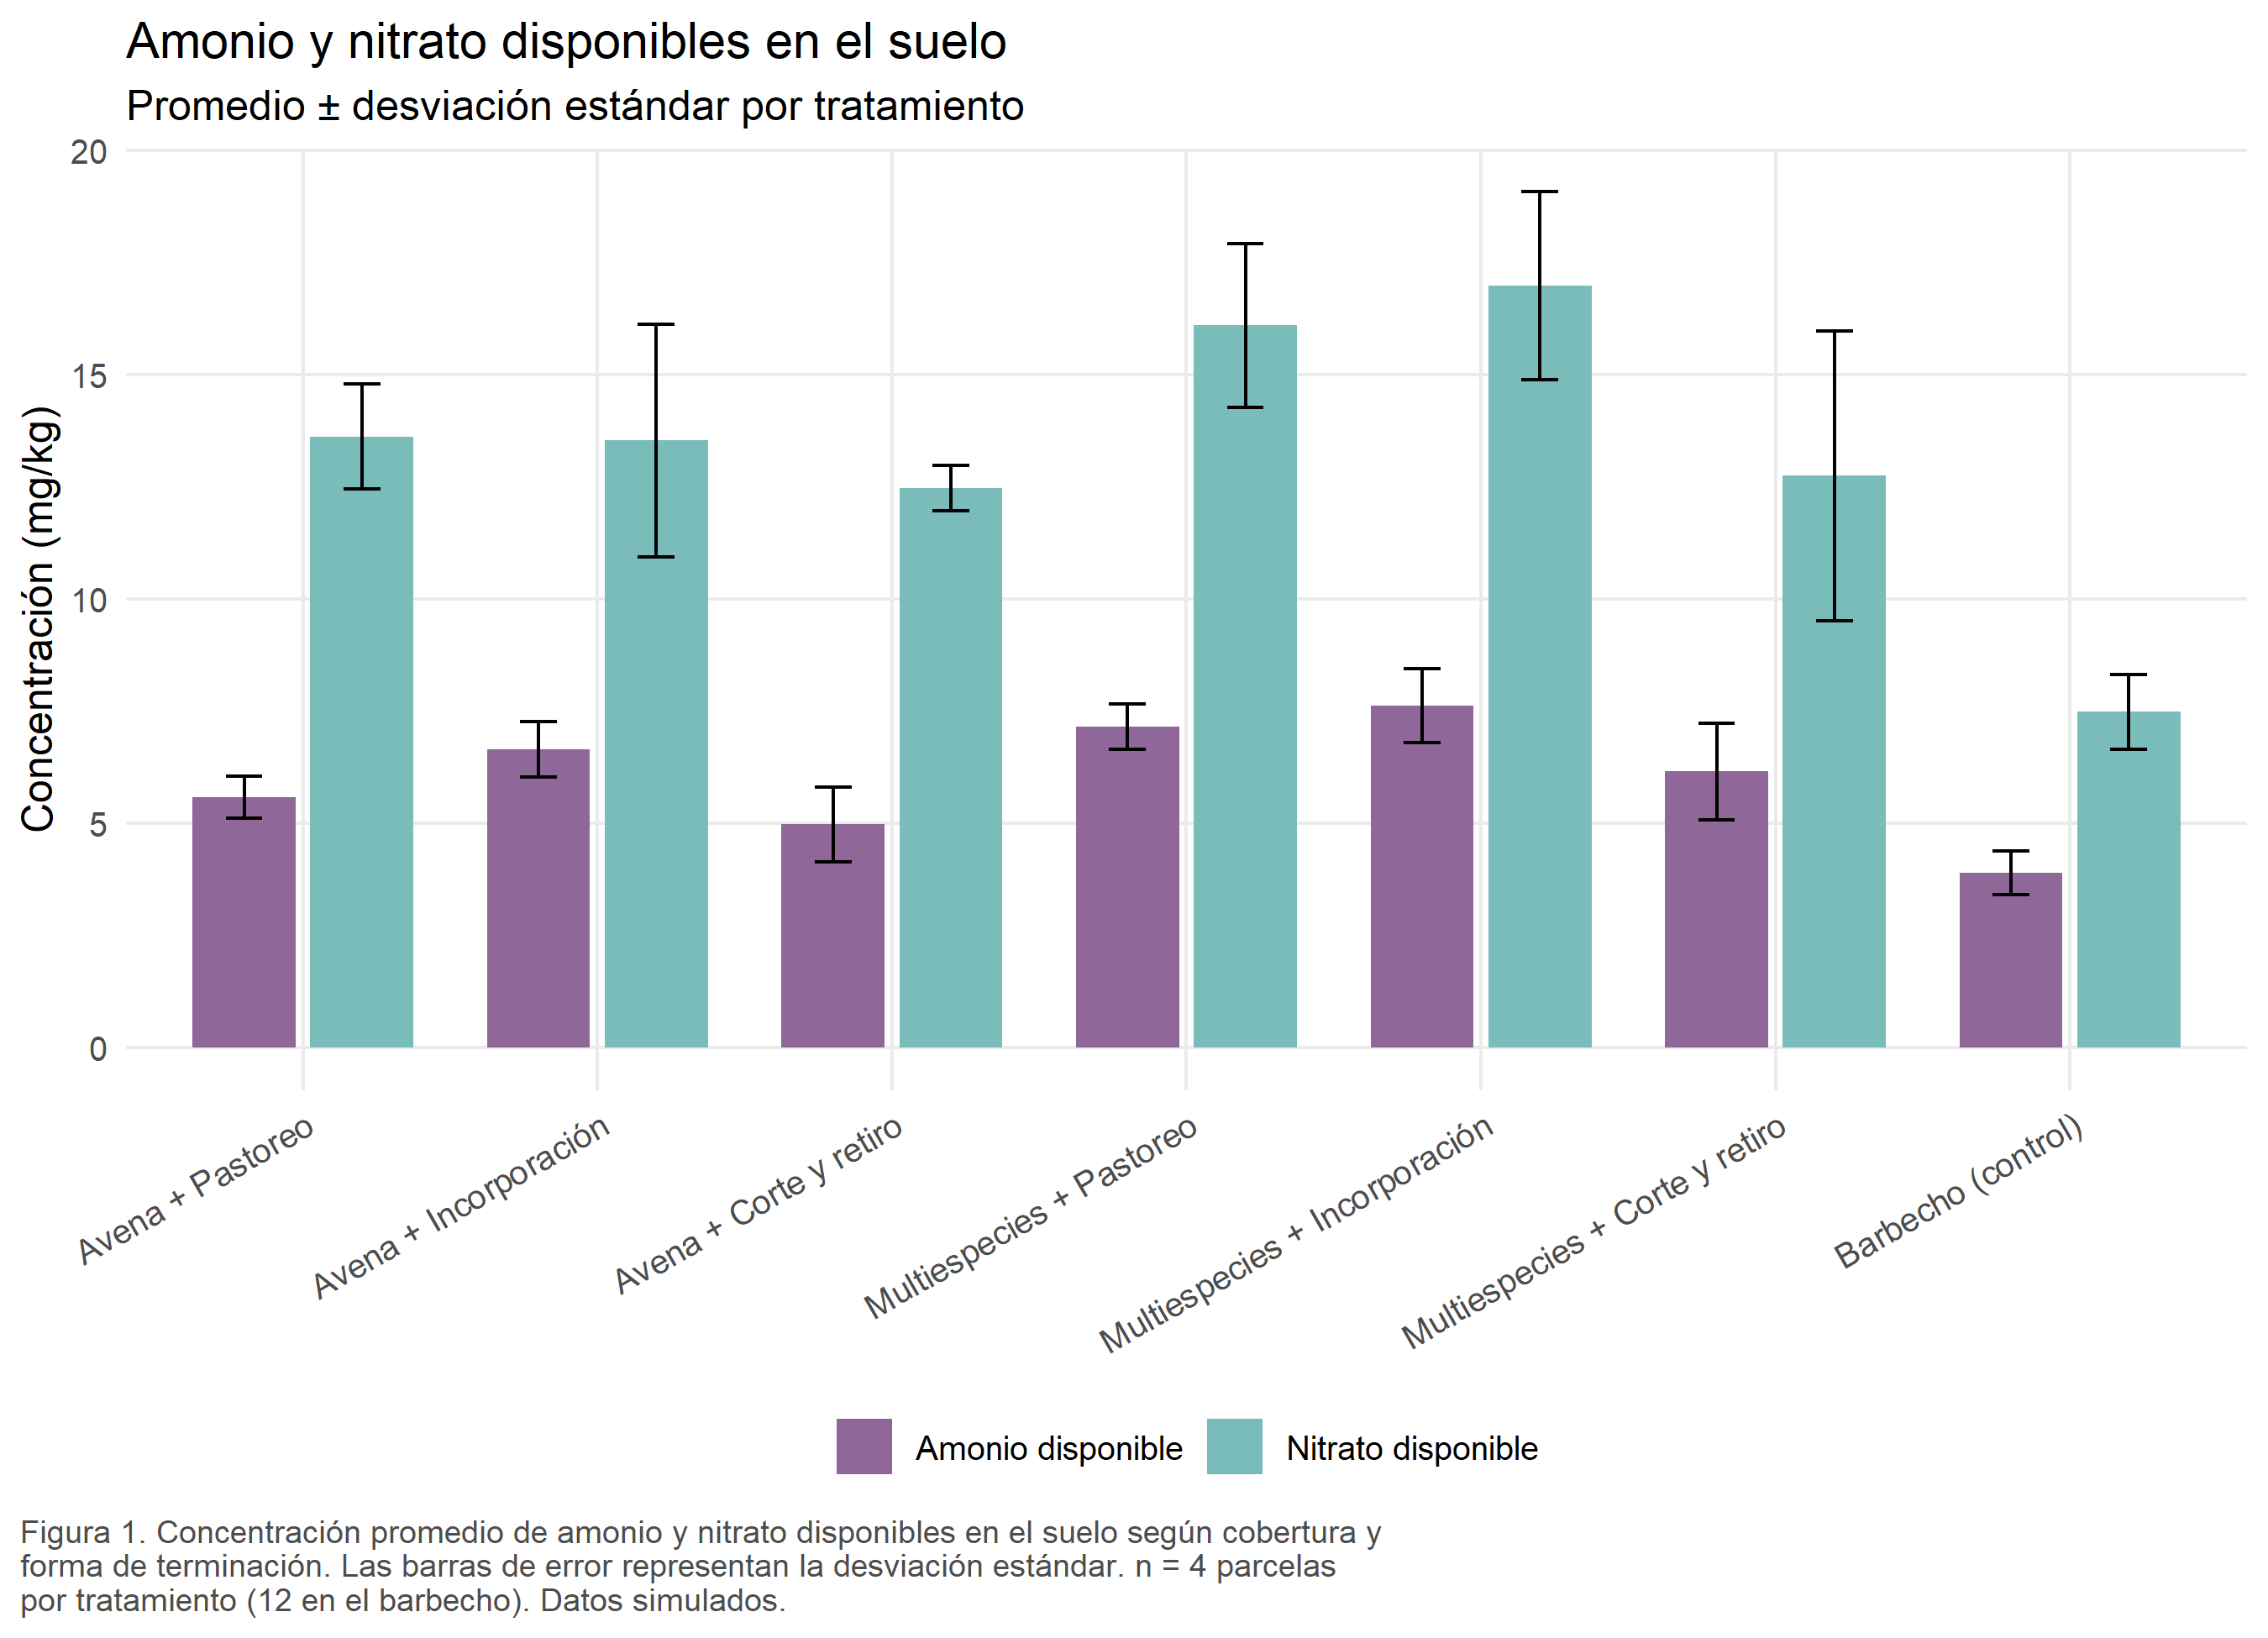 Amonio y nitrato disponibles en el suelo
Promedio ± desviación estándar por tratamiento
Concentración (mg/kg)
20
15
10
5
0
Avena + Pastoreo
Avena + Incorporación
Avena + Corte y retiro
Multiespecies + Pastoreo
Multiespecies + Incorporación
Multiespecies + Corte y retiro
Barbecho (control)
Amonio disponible
Nitrato disponible
Figura 1. Concentración promedio de amonio y nitrato disponibles en el suelo según cobertura y
forma de terminación. Las barras de error representan la desviación estándar. n = 4 parcelas
por tratamiento (12 en el barbecho). Datos simulados.